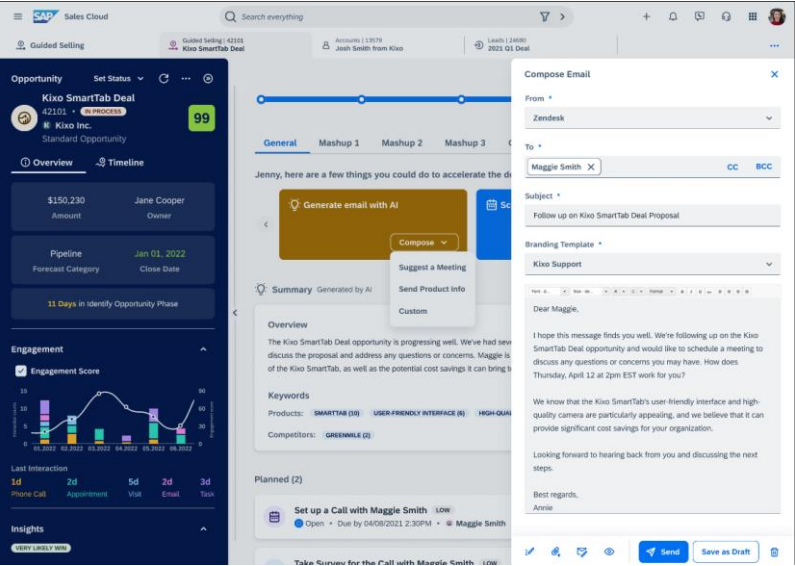 SAP Sales Cloud
Search everything
Guided Selling
Guided Selling | 42101
Kixo SmartTab Deal
Accounts | 13579
Josh Smith from Kixo
Leads | 24680
2021 Q1 Deal
Opportunity Set Status
Kixo SmartTab Deal
42101 • IN PROCESS
K Kixo Inc.
Standard Opportunity
99
Overview Timeline
$150,230 Jane Cooper
Amount Owner
Pipeline Jan 01, 2022
Forecast Category Close Date
11 Days in Identify Opportunity Phase
Engagement
Engagement Score
15 90
10 60
5 30
0 0
01.2022 02.2022 03.2022 04.2022 05.2022 06.2022
Last Interaction
1d 2d 5d 2d 3d
Phone Call Appointment Visit Email Task
Insights
VERY LIKELY WIN
General Mashup 1 Mashup 2 Mashup 3
Jenny, here are a few things you could do to accelerate the de
Generate email with AI
Sc
Compose
Suggest a Meeting
Send Product Info
Custom
Summary Generated by AI
Overview
The Kixo SmartTab Deal opportunity is progressing well. We've had seve
discuss the proposal and address any questions or concerns. Maggie is
of the Kixo SmartTab, as well as the potential cost savings it can bring t
Keywords
Products: SMARTTAB (10) USER-FRIENDLY INTERFACE (6) HIGH-QUAL
Competitors: GREENMILE (2)
Planned (2)
Set up a Call with Maggie Smith LOW
Open • Due by 04/08/2021 2:30PM • Maggie Smith
Take Survey for the Call with Maggie Smith LOW
Compose Email
From *
Zendesk
To *
Maggie Smith CC BCC
Subject *
Follow up on Kixo SmartTab Deal Proposal
Branding Template *
Kixo Support
Dear Maggie,
I hope this message finds you well. We're following up on the Kixo
SmartTab Deal opportunity and would like to schedule a meeting to
discuss any questions or concerns you may have. How does
Thursday, April 12 at 2pm EST work for you?
We know that the Kixo SmartTab's user-friendly interface and high-
quality camera are particularly appealing, and we believe that it can
provide significant cost savings for your organization.
Looking forward to hearing back from you and discussing the next
steps.
Best regards,
Annie
Send Save as Draft